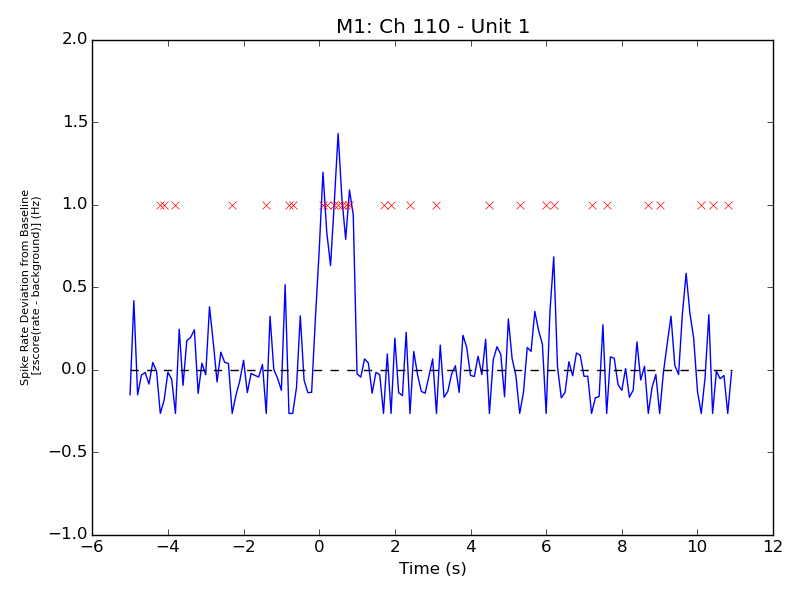 M1: Ch 110 - Unit 1
2.0
1.5
1.0
0.5
0.0
−0.5
−1.0
Spike Rate Deviation from Baseline
[zscore(rate - background)] (Hz)
−6 −4 −2 0 2 4 6 8 10 12
Time (s)